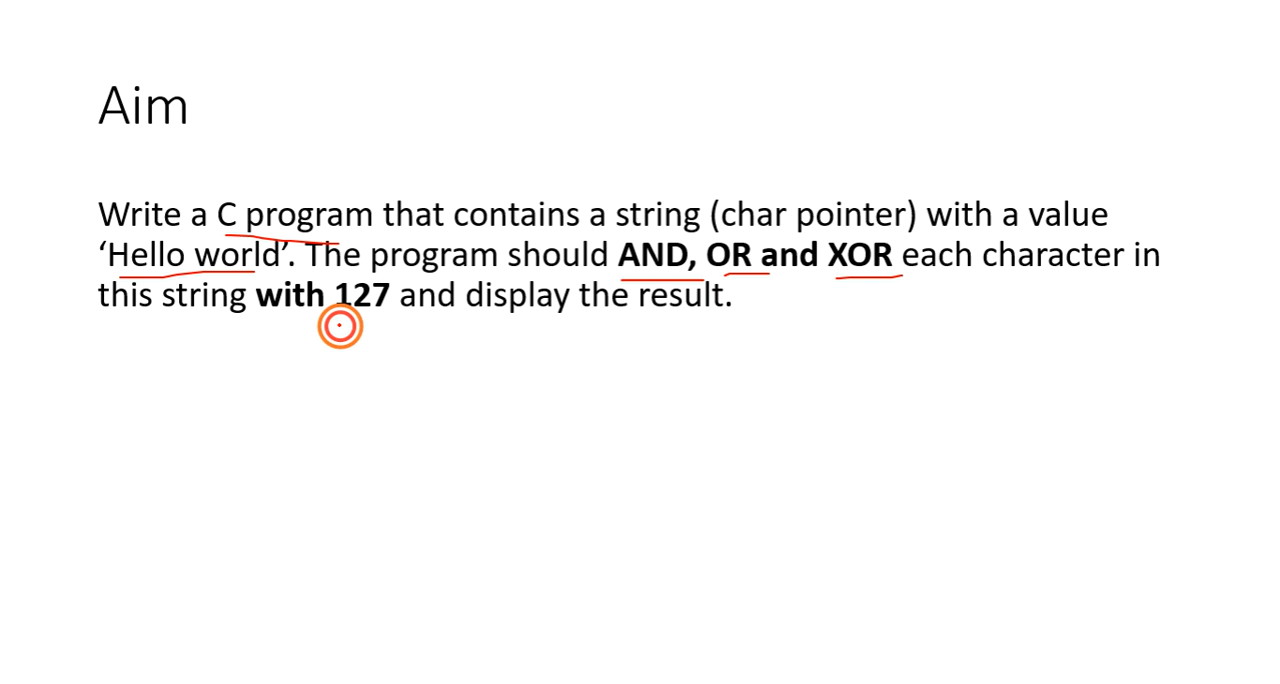 Aim
Write a C program that contains a string (char pointer) with a value
‘Hello world’. The program should AND, OR and XOR each character in
this string with 127 and display the result.